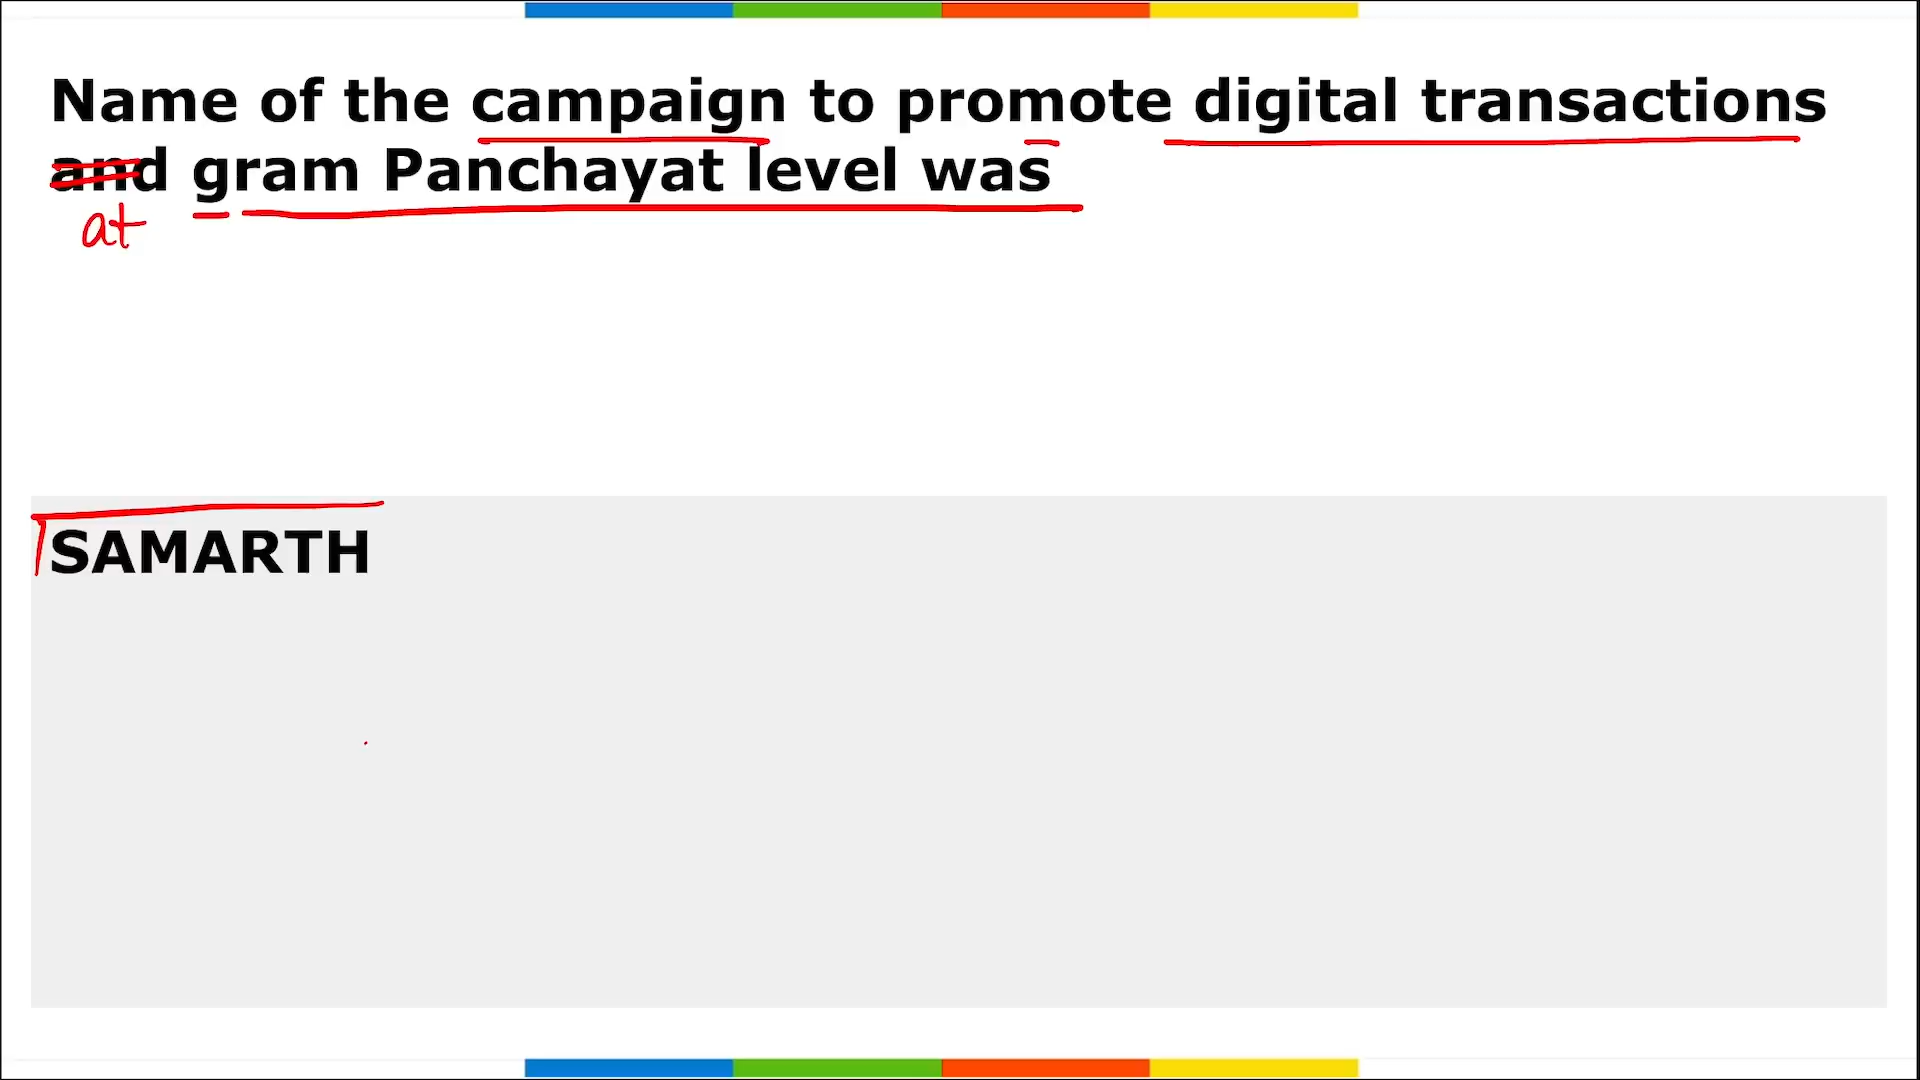 Name of the campaign to promote digital transactions
and gram Panchayat level was
at
SAMARTH